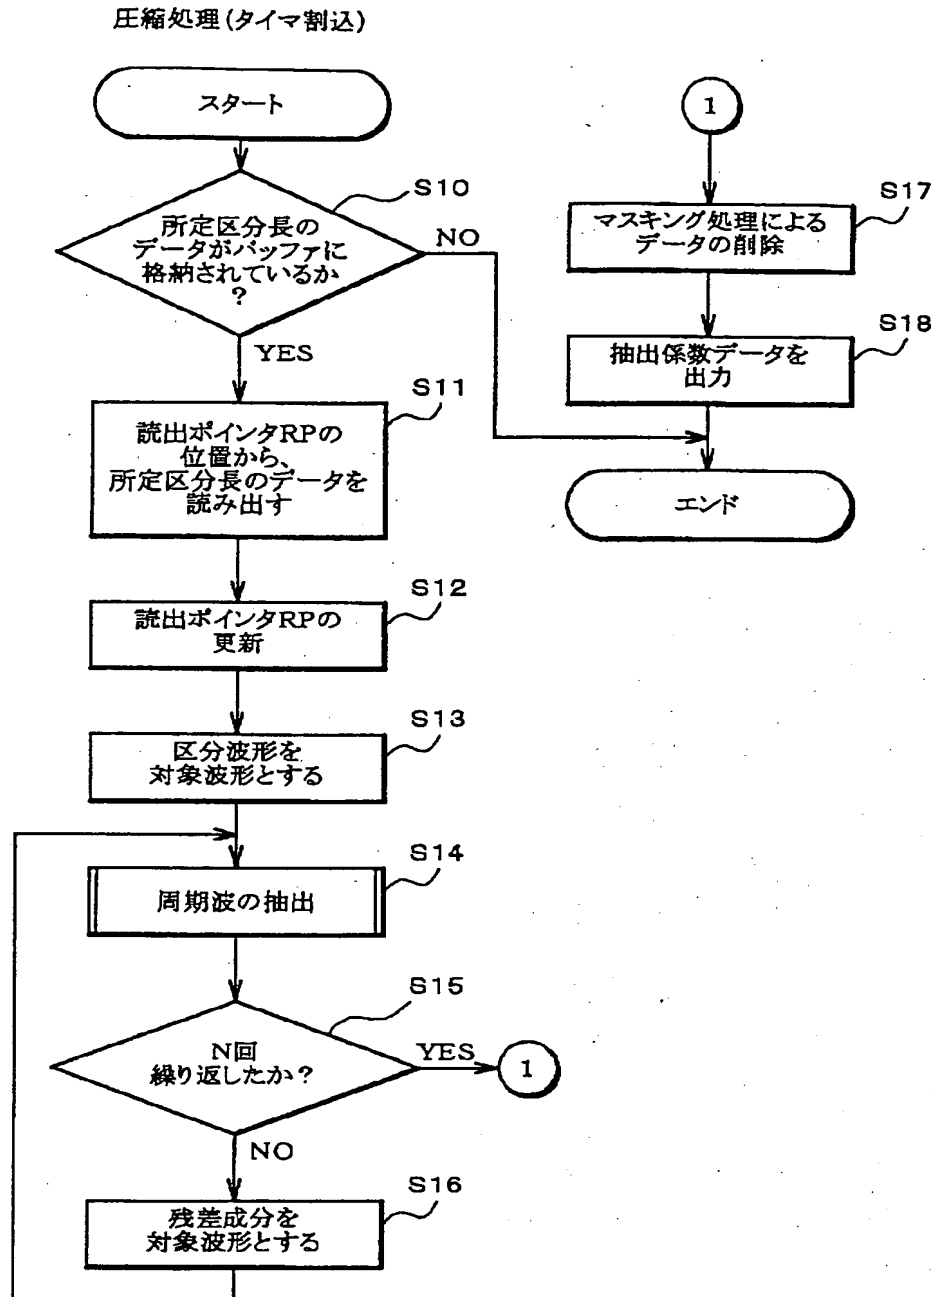 圧縮処理(タイマ割込)
スタート
S10
所定区分長の
データがバッファに
格納されているか
?
NO
YES
S11
読出ポインタRPの
位置から、
所定区分長のデータを
読み出す
S12
読出ポインタRPの
更新
S13
区分波形を
対象波形とする
S14
周期波の抽出
S15
N回
繰り返したか?
YES
1
NO
S16
残差成分を
対象波形とする
1
S17
マスキング処理による
データの削除
S18
抽出係数データを
出力
エンド